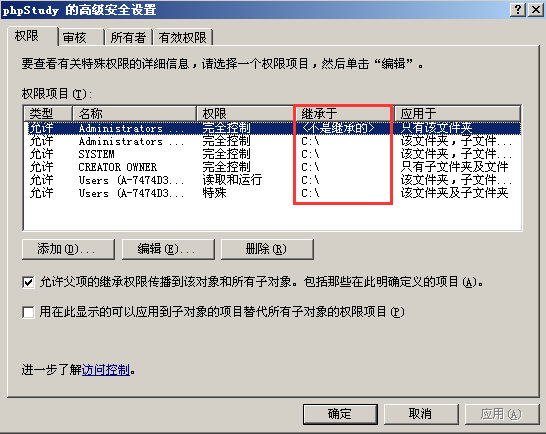 phpStudy 的高级安全设置
权限 审核 所有者 有效权限
要查看有关特殊权限的详细信息，请选择一个权限项目，然后单击“编辑”。
权限项目(T):
类型 名称 权限 继承于 应用于
允许 Administrators ... 完全控制 <不是继承的> 只有该文件夹
允许 Administrators ... 完全控制 C:\ 该文件夹，子文件...
允许 SYSTEM 完全控制 C:\ 该文件夹，子文件...
允许 CREATOR OWNER 完全控制 C:\ 只有子文件夹及文件
允许 Users (A-7474D3... 读取和运行 C:\ 该文件夹，子文件...
允许 Users (A-7474D3... 特殊 C:\ 该文件夹及子文件夹
添加(D)... 编辑(E)... 删除(R)
允许父项的继承权限传播到该对象和所有子对象。包括那些在此明确定义的项目(A)。
用在此显示的可以应用到子对象的项目替代所有子对象的权限项目(P)
进一步了解访问控制。
确定 取消 应用(A)